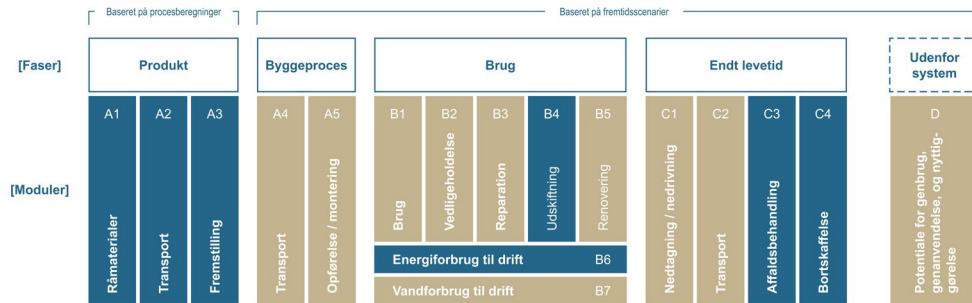 Baseret på procesberegninger
Baseret på fremtidsscenarier
[Faser]
Produkt
Byggeproces
Brug
Endt levetid
Udenfor
system
[Moduler]
A1
Råmaterialer
A2
Transport
A3
Fremstilling
A4
Transport
A5
Opførelse / montering
B1
Brug
B2
Vedligeholdelse
B3
Reparation
B4
Udskiftning
B5
Renovering
Energiforbrug til drift B6
Vandforbrug til drift B7
C1
Nedtagning / nedrivning
C2
Transport
C3
Affaldsbehandling
C4
Bortskaffelse
D
Potentiale for genbrug,
genanvendelse, og nyttig-
gørelse